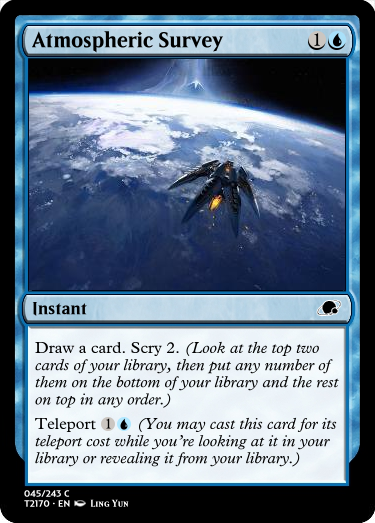 Atmospheric Survey 1
Instant
Draw a card. Scry 2. (Look at the top two
cards of your library, then put any number of
them on the bottom of your library and the rest
on top in any order.)
Teleport 1 (You may cast this card for its
teleport cost while you’re looking at it in your
library or revealing it from your library.)
045/243 C
T2170 • EN Ling Yun